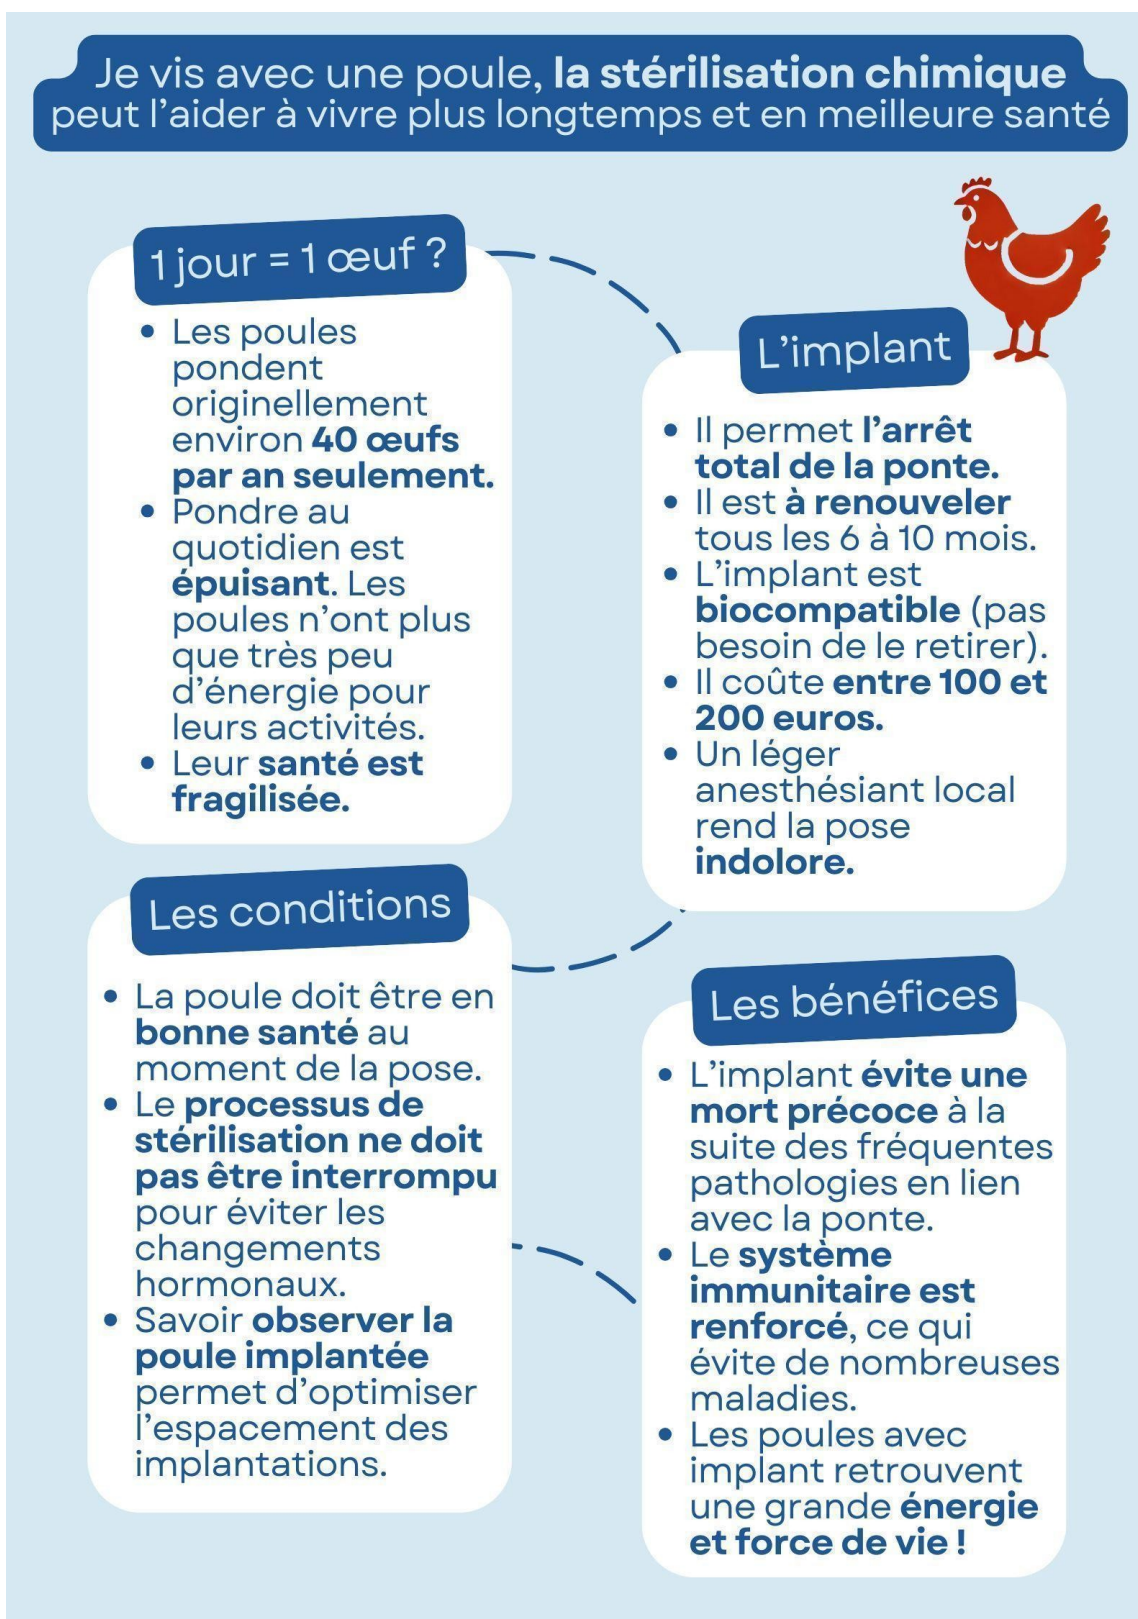 Je vis avec une poule, la stérilisation chimique
peut l'aider à vivre plus longtemps et en meilleure santé
1 jour = 1 œuf ?
• Les poules
pondent
originellement
environ 40 œufs
par an seulement.
• Pondre au
quotidien est
épuisant. Les
poules n'ont plus
que très peu
d'énergie pour
leurs activités.
• Leur santé est
fragilisée.
L'implant
• Il permet l'arrêt
total de la ponte.
• Il est à renouveler
tous les 6 à 10 mois.
• L'implant est
biocompatible (pas
besoin de le retirer).
• Il coûte entre 100 et
200 euros.
• Un léger
anesthésiant local
rend la pose
indolore.
Les conditions
• La poule doit être en
bonne santé au
moment de la pose.
• Le processus de
stérilisation ne doit
pas être interrompu
pour éviter les
changements
hormonaux.
• Savoir observer la
poule implantée
permet d'optimiser
l'espacement des
implantations.
Les bénéfices
• L'implant évite une
mort précoce à la
suite des fréquentes
pathologies en lien
avec la ponte.
• Le système
immunitaire est
renforcé, ce qui
évite de nombreuses
maladies.
• Les poules avec
implant retrouvent
une grande énergie
et force de vie !